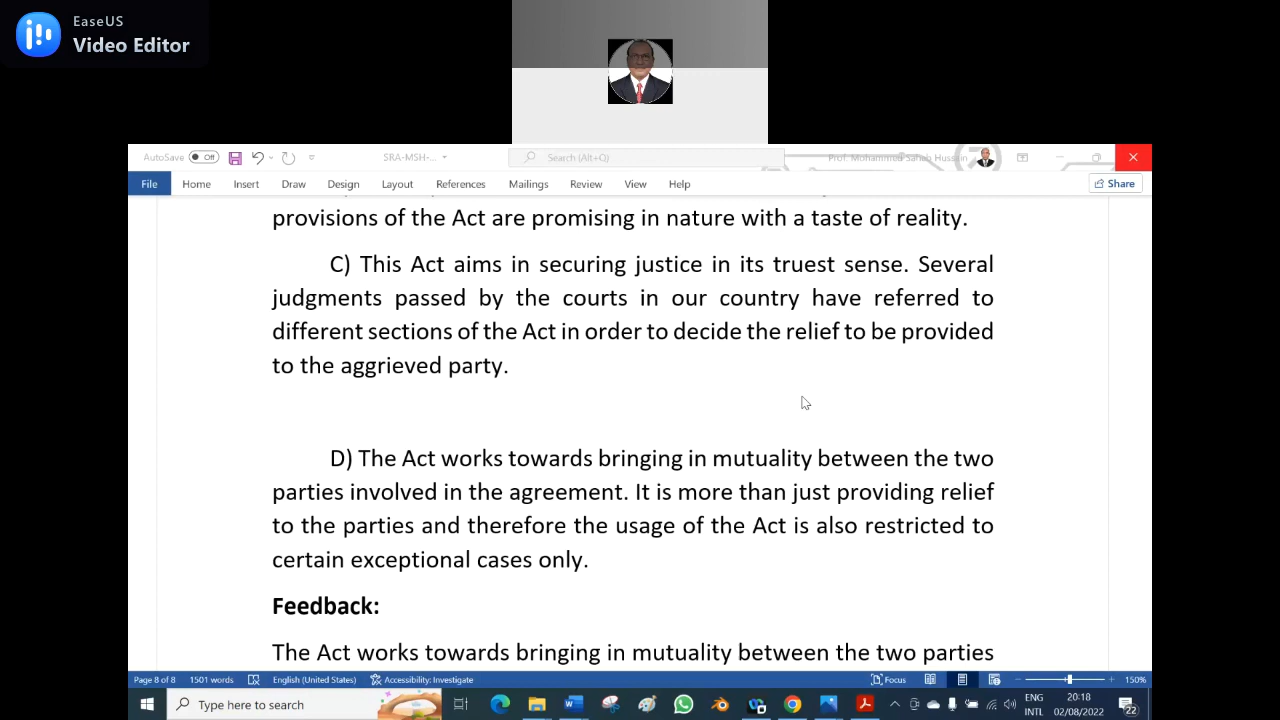 EaseUS
Video Editor
AutoSave Off SRA-MSH-... Search (Alt+Q) Prof. Mohammed Saheb Hussain
File Home Insert Draw Design Layout References Mailings Review View Help Share
provisions of the Act are promising in nature with a taste of reality.
C) This Act aims in securing justice in its truest sense. Several
judgments passed by the courts in our country have referred to
different sections of the Act in order to decide the relief to be provided
to the aggrieved party.
D) The Act works towards bringing in mutuality between the two
parties involved in the agreement. It is more than just providing relief
to the parties and therefore the usage of the Act is also restricted to
certain exceptional cases only.
Feedback:
The Act works towards bringing in mutuality between the two parties
Page 8 of 8 1501 words English (United States) Accessibility: Investigate Focus 150%
Type here to search ENG 20:18
INTL 02/08/2022 22